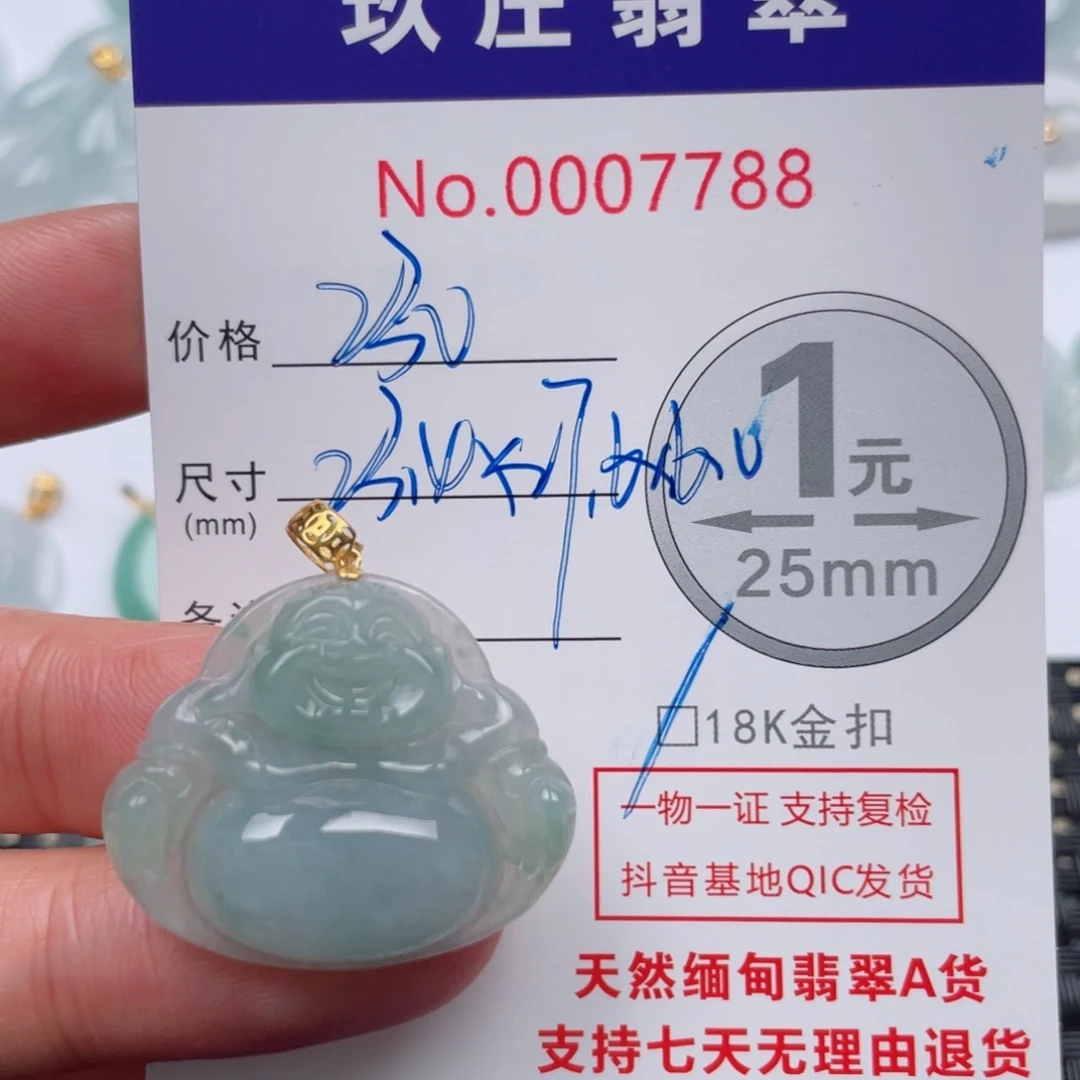 玖庄翡翠
No.0007788
价格 230
尺寸
(mm)
1元
25mm
□18K金扣
一物一证 支持复检
抖音基地QIC发货
天然缅甸翡翠A货
支持七天无理由退货